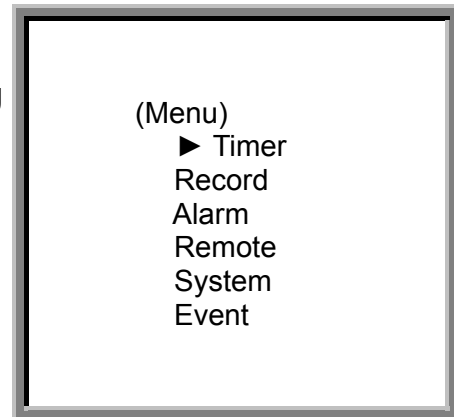 (Menu)
► Timer
Record
Alarm
Remote
System
Event